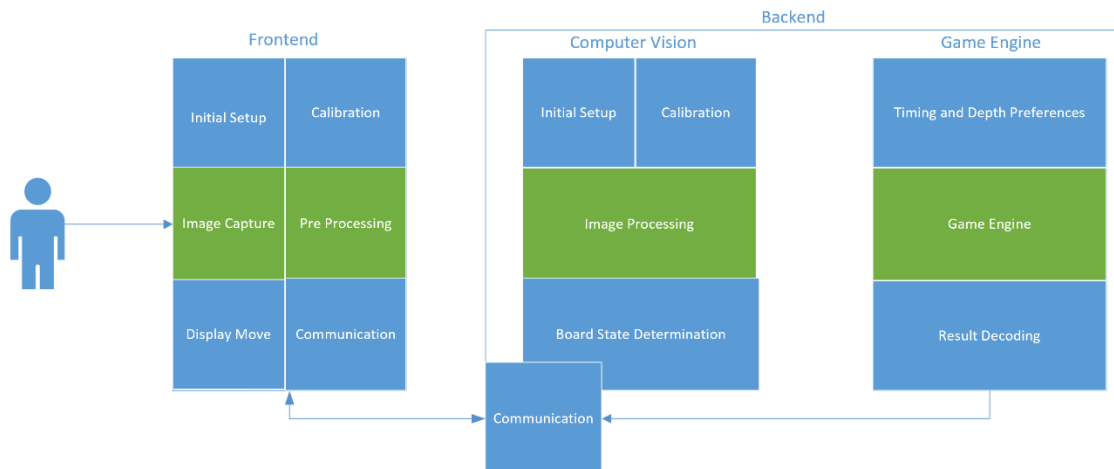 Backend
Frontend
Computer Vision
Game Engine
Initial Setup
Calibration
Initial Setup
Calibration
Timing and Depth Preferences
Image Capture
Pre Processing
Image Processing
Game Engine
Display Move
Communication
Board State Determination
Result Decoding
Communication